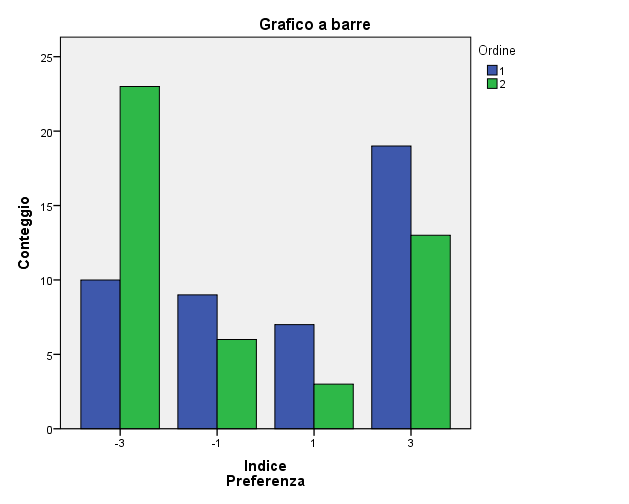 Grafico a barre
Ordine
1
2
25
20
15
10
5
0
Conteggio
-3
-1
1
3
Indice
Preferenza